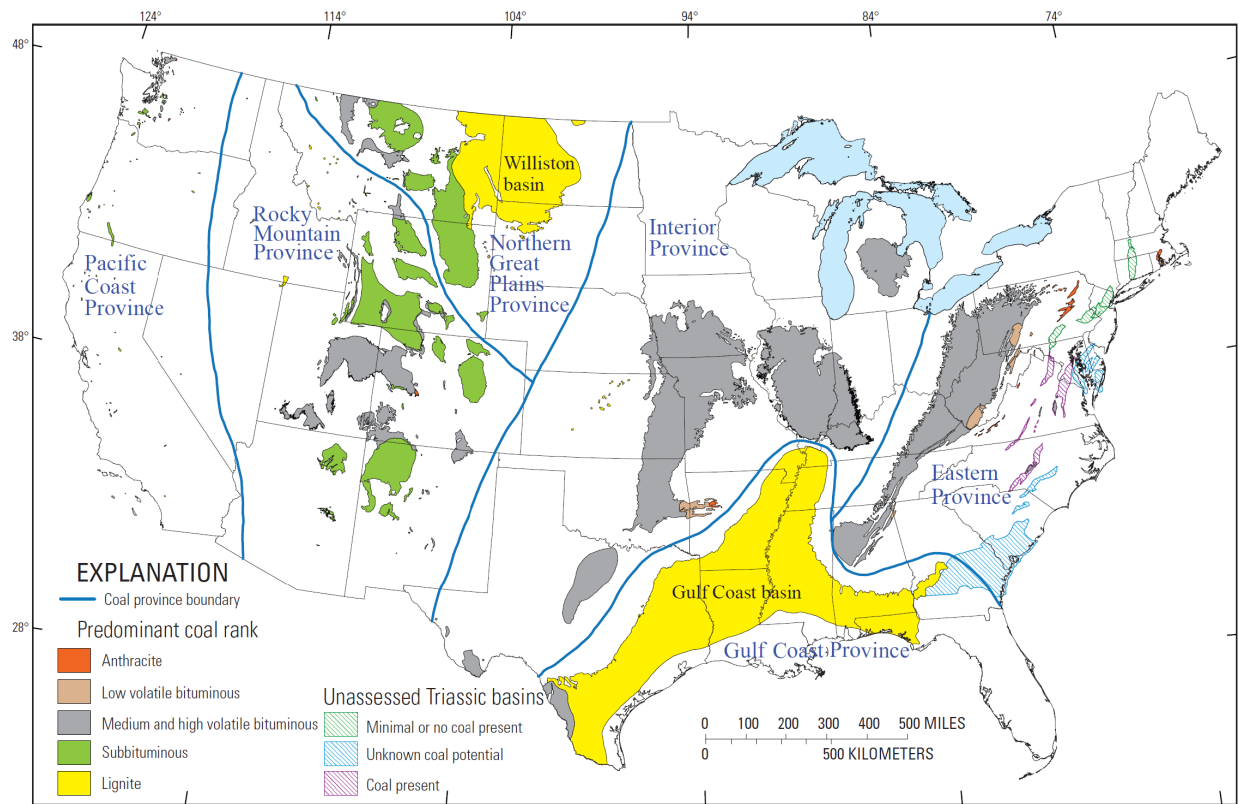 124°
114°
104°
94°
84°
74°
48°
38°
28°
Williston
basin
Rocky
Mountain
Province
Northern
Great
Plains
Province
Interior
Province
Pacific
Coast
Province
Eastern
Province
Gulf Coast basin
Gulf Coast Province
EXPLANATION
Coal province boundary
Predominant coal rank
Anthracite
Low volatile bituminous
Medium and high volatile bituminous
Subbituminous
Lignite
Unassessed Triassic basins
Minimal or no coal present
Unknown coal potential
Coal present
0 100 200 300 400 500 MILES
0 500 KILOMETERS